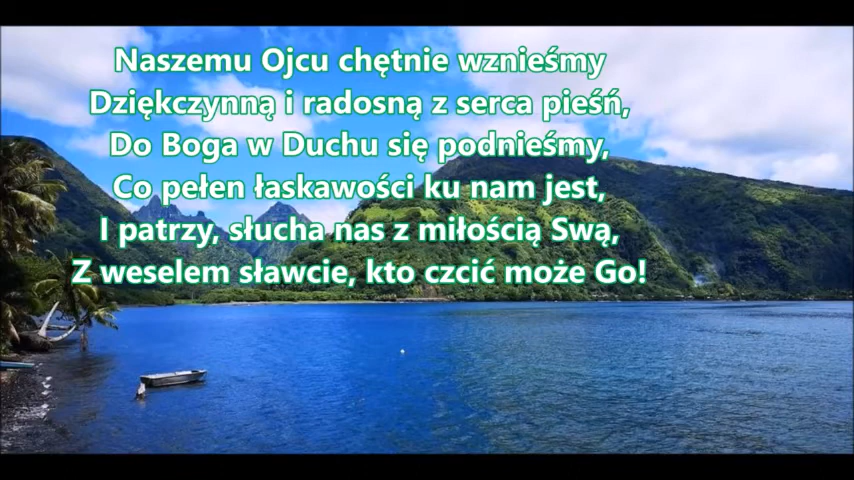 Naszemu Ojcu chętnie wznieśmy
Dziękczynną i radosną z serca pieśń,
Do Boga w Duchu się podnieśmy,
Co pełen łaskawości ku nam jest,
I patrzy, słucha nas z miłością Swą,
Z weselem sławcie, kto czcić może Go!